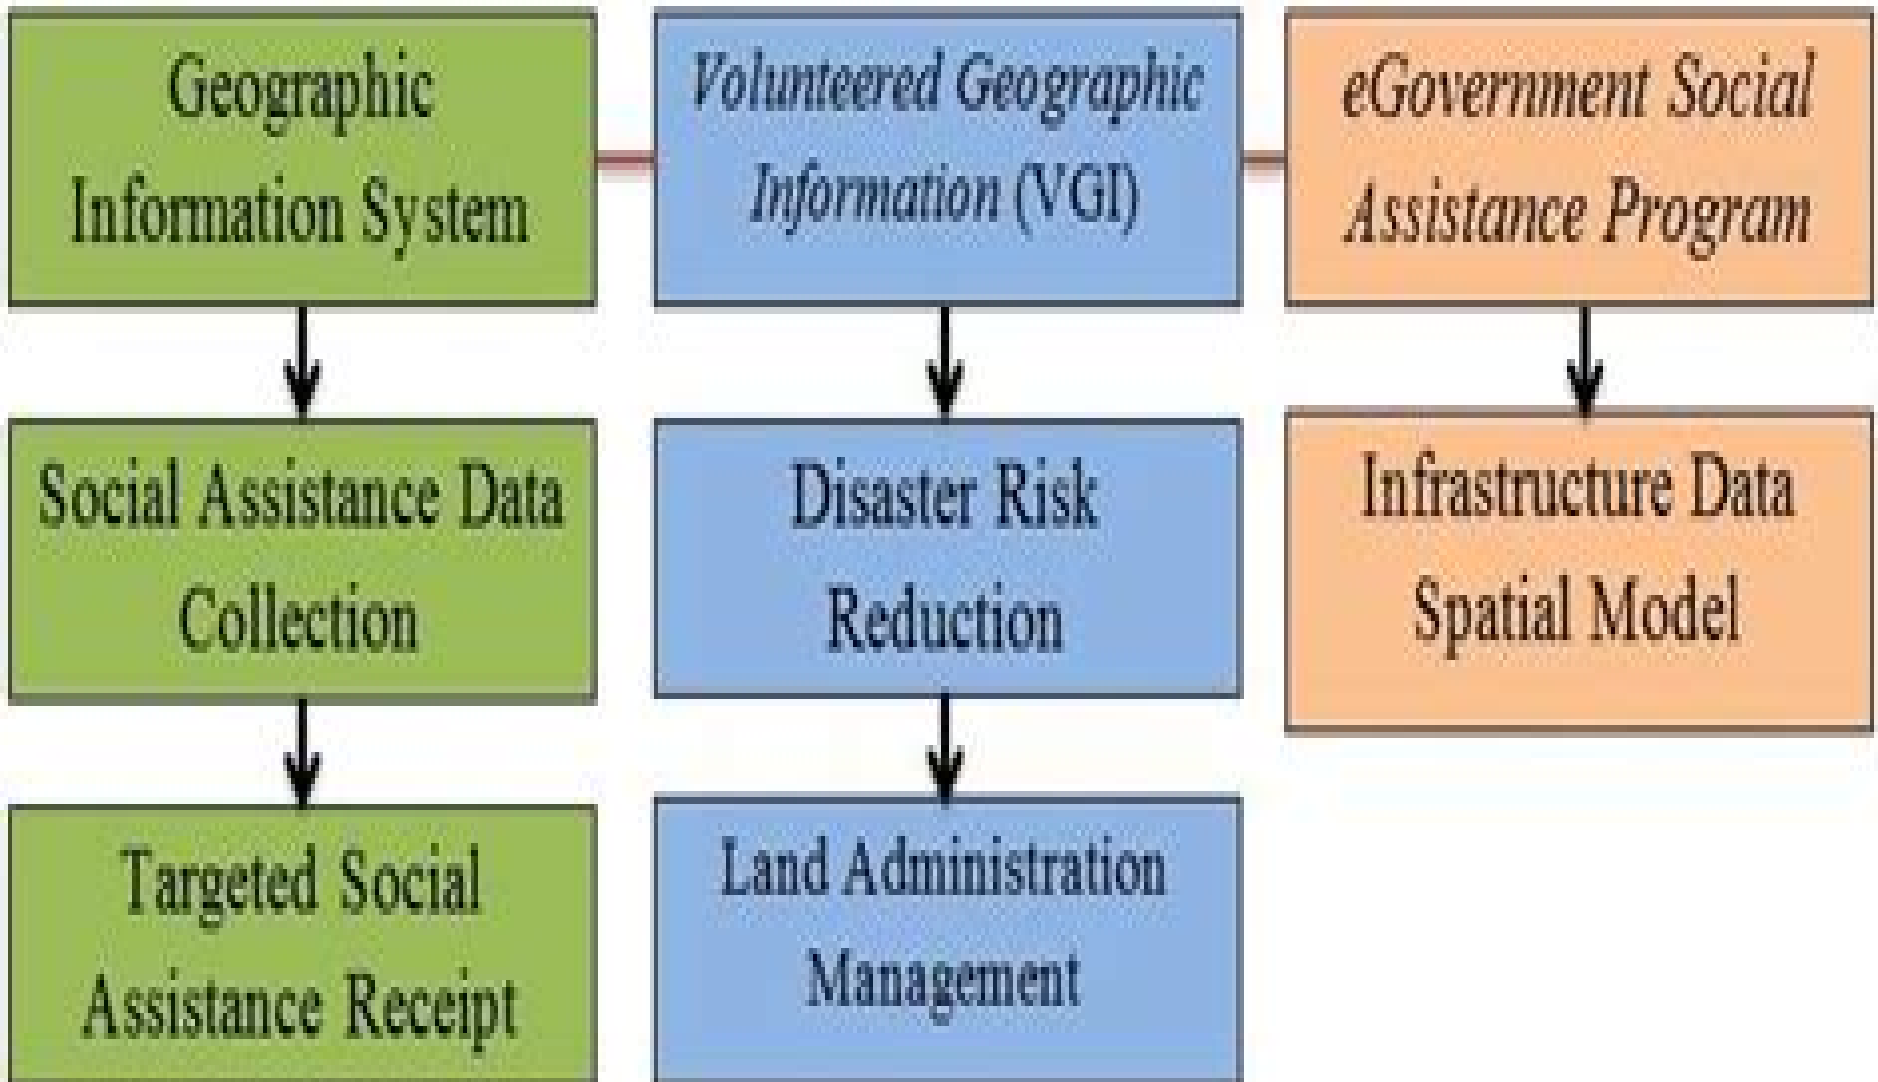 Geographic
Information System
Volunteered Geographic
Information (VGI)
eGovernment Social
Assistance Program
Social Assistance Data
Collection
Disaster Risk
Reduction
Infrastructure Data
Spatial Model
Targeted Social
Assistance Receipt
Land Administration
Management